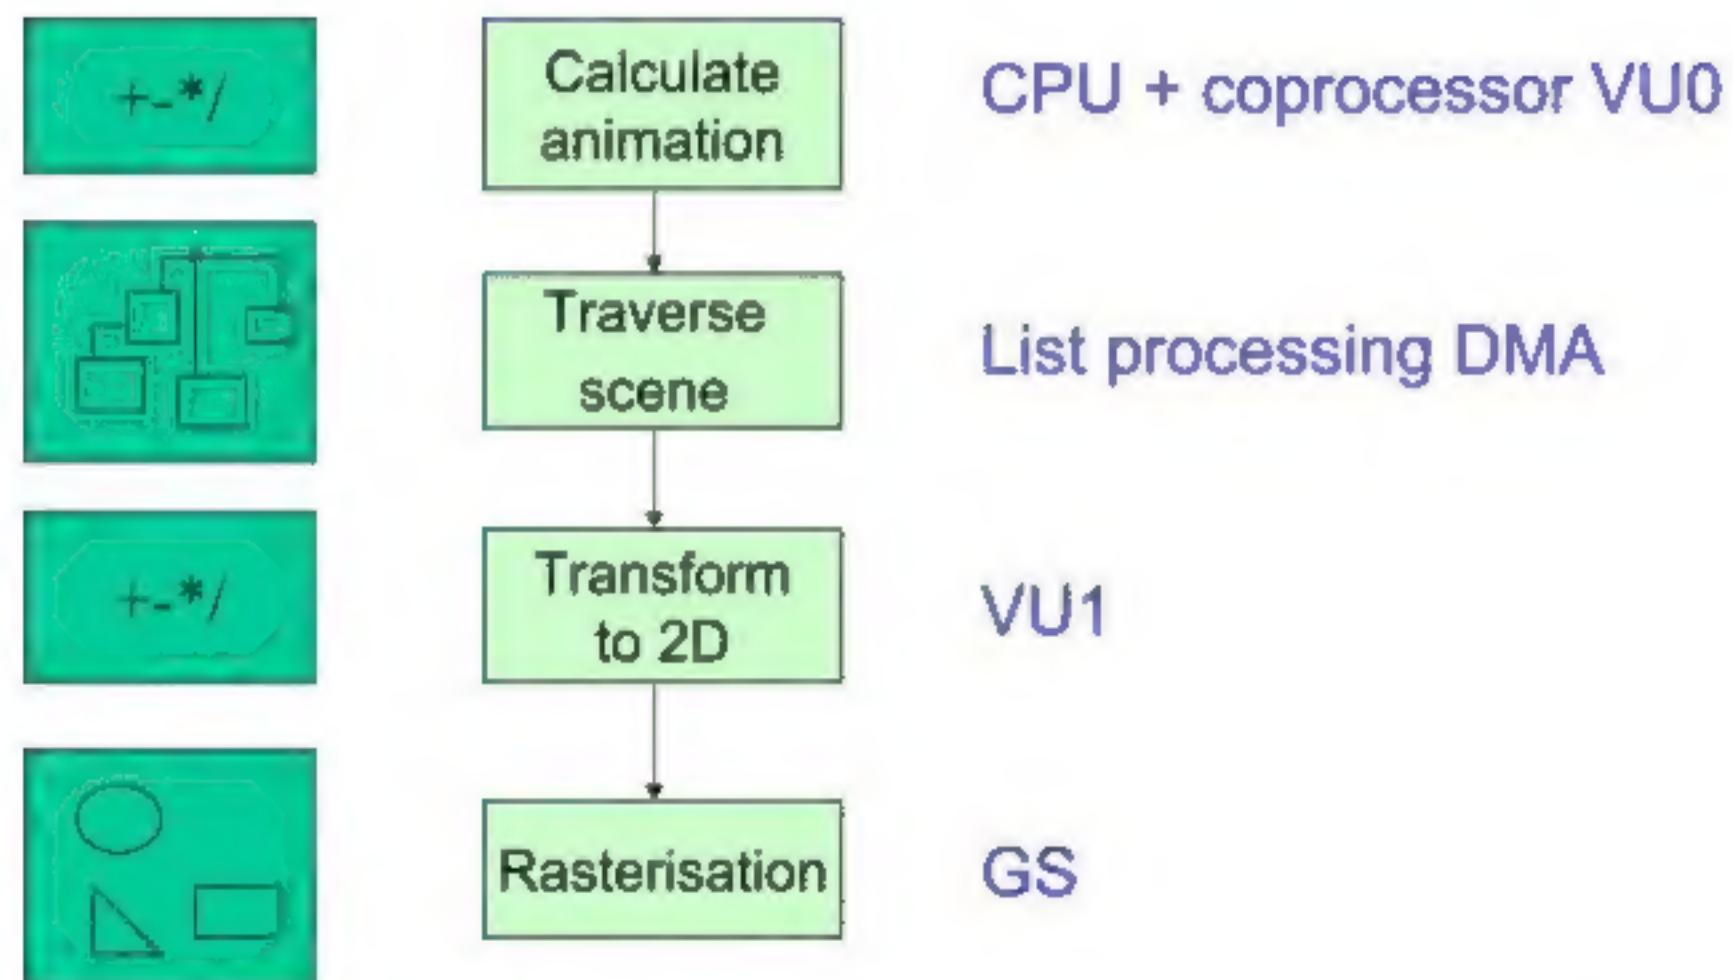 +-*/
Calculate
animation
CPU + coprocessor VU0
Traverse
scene
List processing DMA
+-*/
Transform
to 2D
VU1
Rasterisation
GS